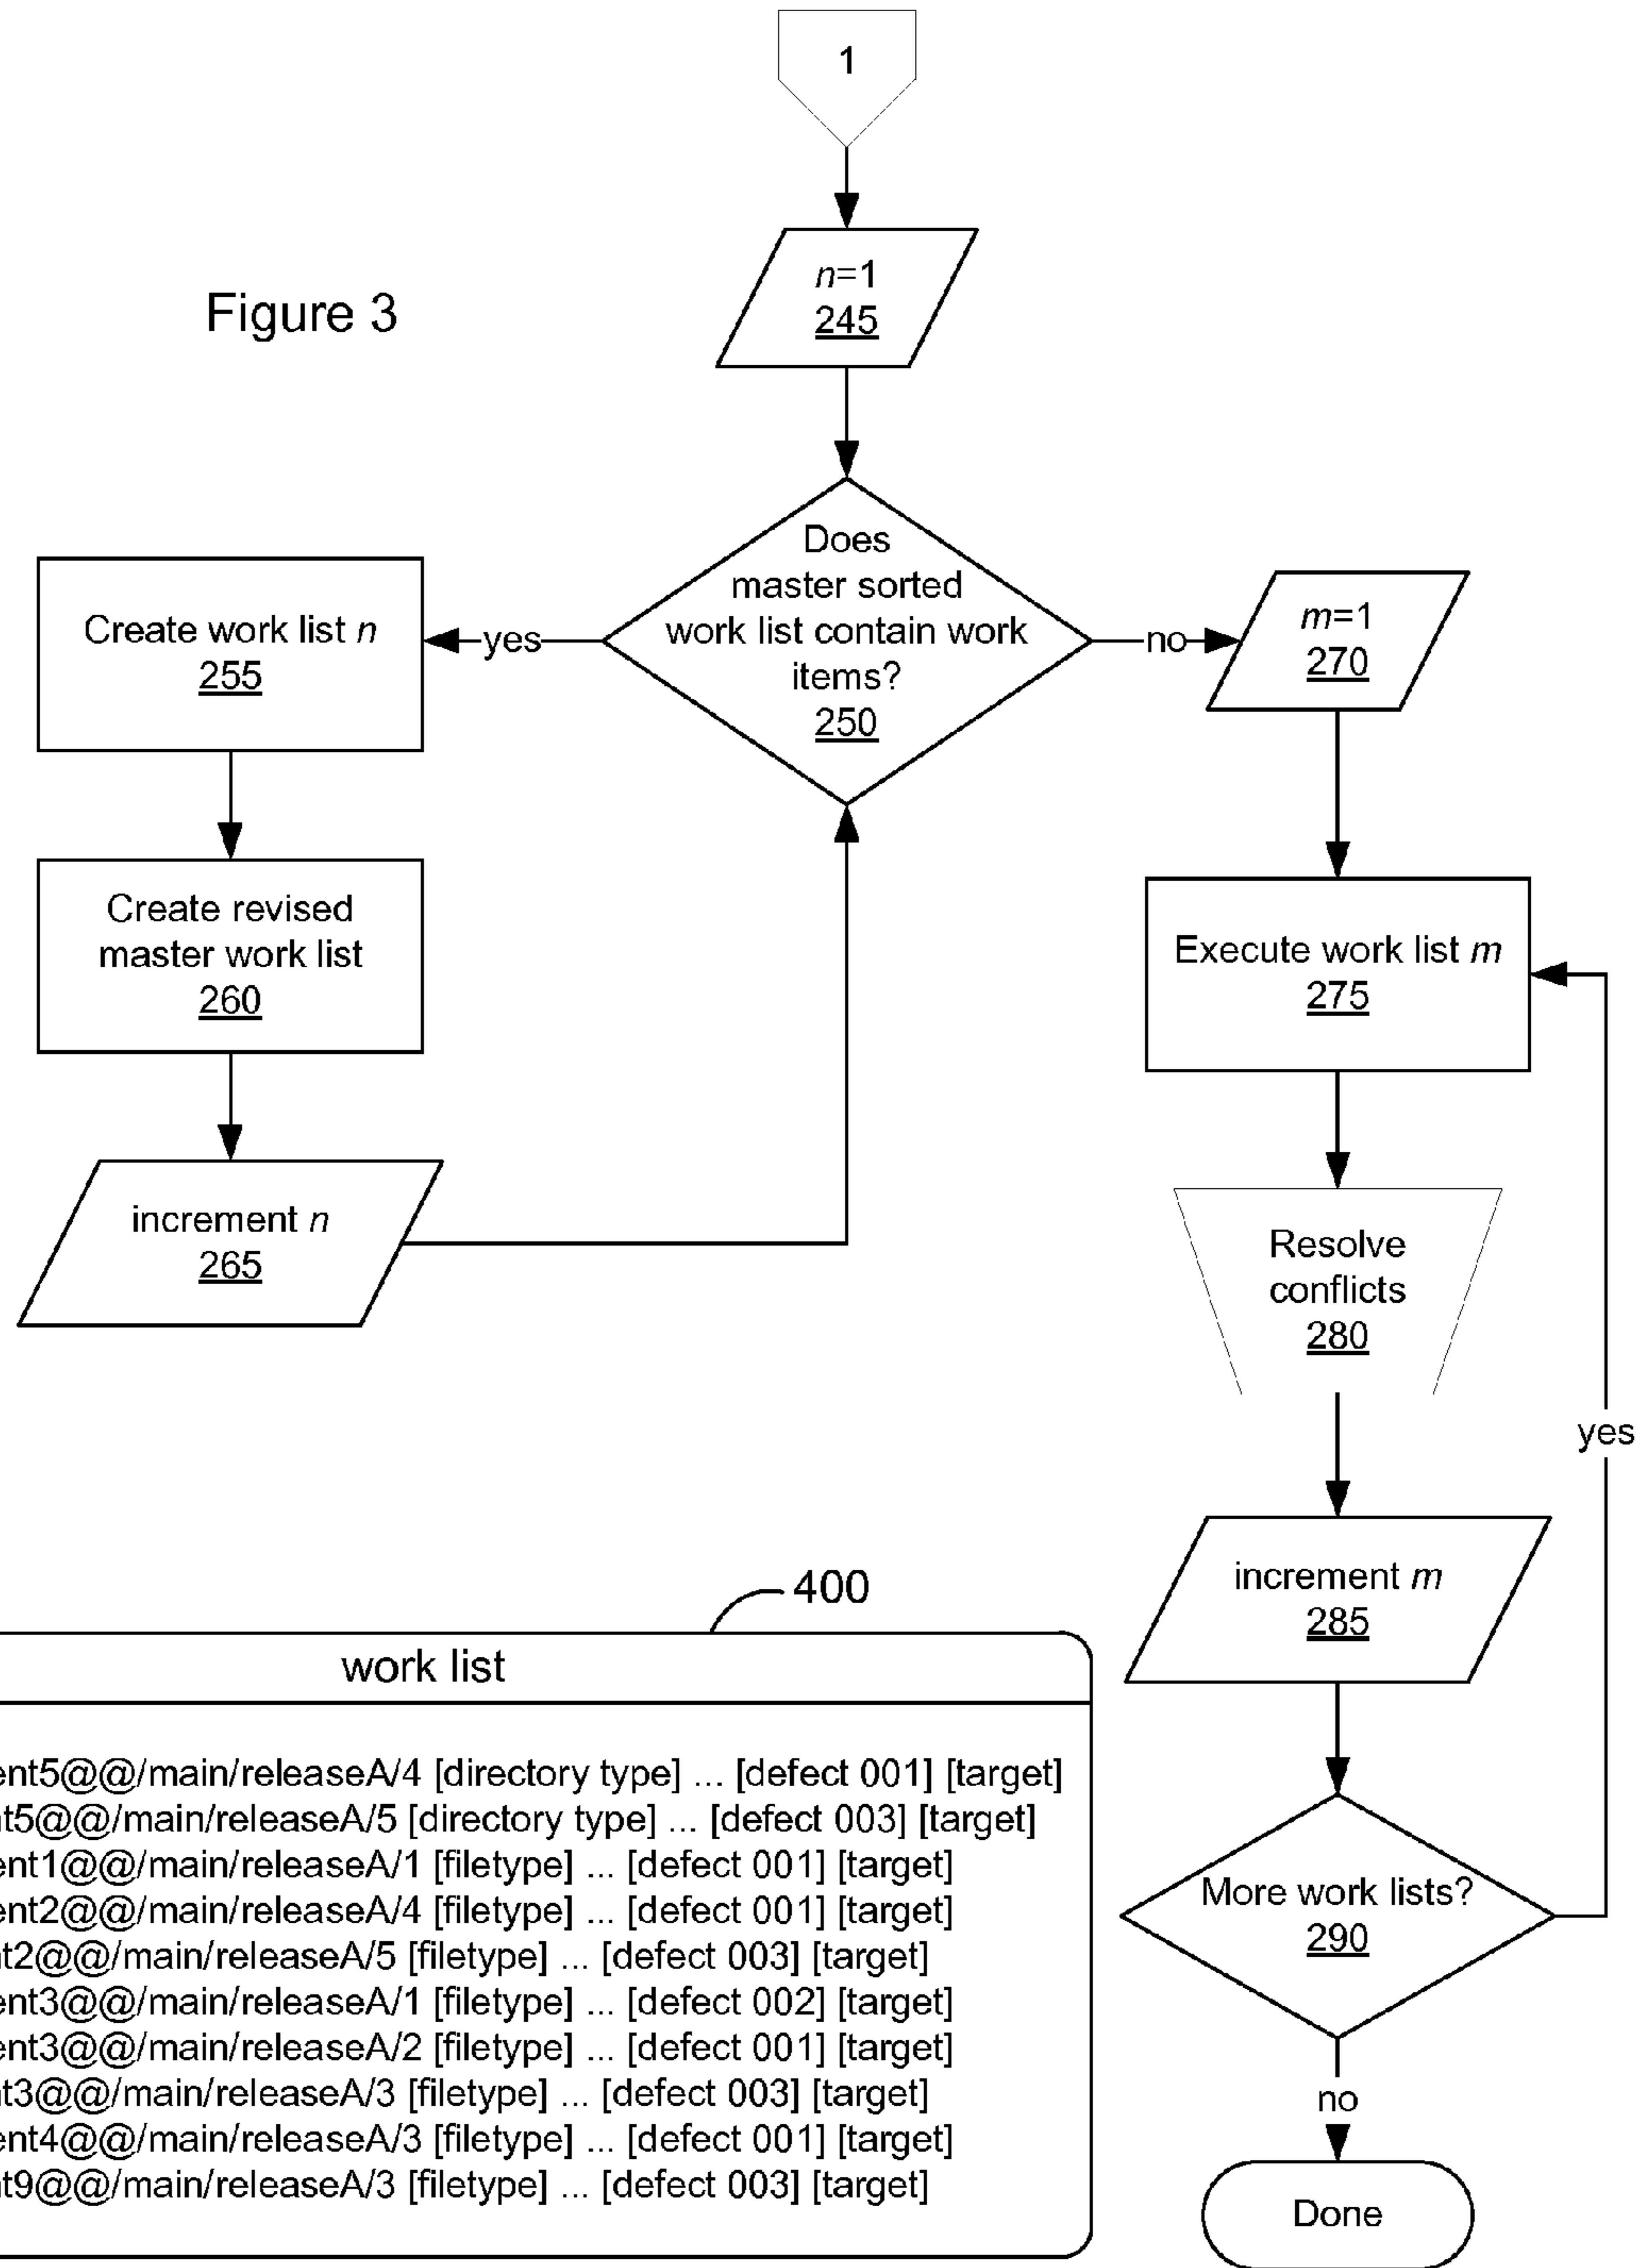 1
Figure 3
n=1
245
Does
master sorted
work list contain work
items?
250
yes
no
Create work list n
255
Create revised
master work list
260
increment n
265
m=1
270
Execute work list m
275
Resolve
conflicts
280
increment m
285
More work lists?
290
yes
no
Done
400
work list
ent5@@/main/releaseA/4 [directory type] ... [defect 001] [target]
nt5@@/main/releaseA/5 [directory type] ... [defect 003] [target]
ent1@@/main/releaseA/1 [filetype] ... [defect 001] [target]
ent2@@/main/releaseA/4 [filetype] ... [defect 001] [target]
nt2@@/main/releaseA/5 [filetype] ... [defect 003] [target]
ent3@@/main/releaseA/1 [filetype] ... [defect 002] [target]
ent3@@/main/releaseA/2 [filetype] ... [defect 001] [target]
nt3@@/main/releaseA/3 [filetype] ... [defect 003] [target]
ent4@@/main/releaseA/3 [filetype] ... [defect 001] [target]
nt9@@/main/releaseA/3 [filetype] ... [defect 003] [target]